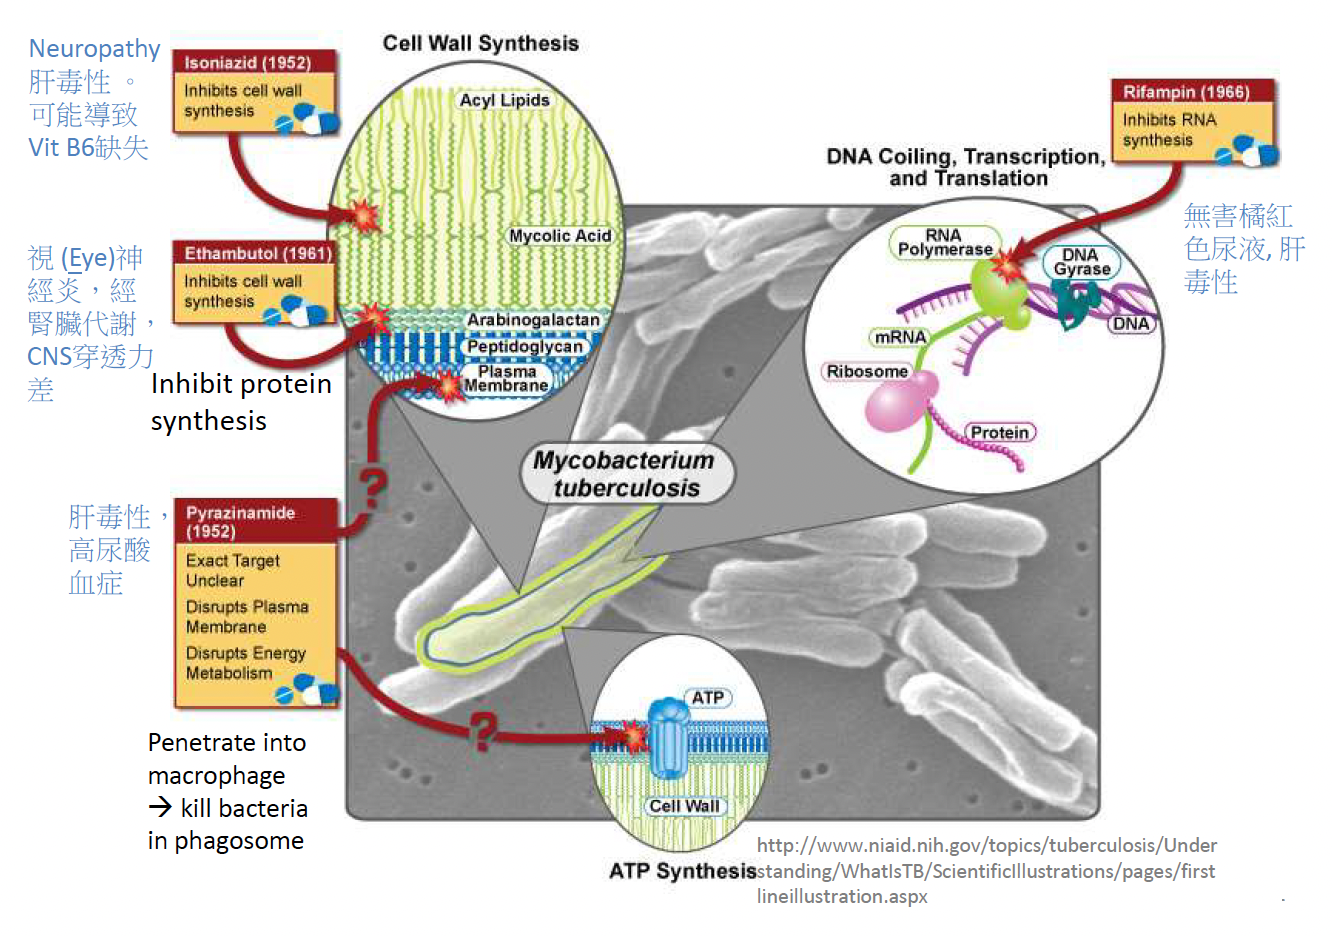 Neuropathy
肝毒性 。
可能導致
Vit B6缺失
Isoniazid (1952)
Inhibits cell wall
synthesis
Cell Wall Synthesis
Acyl Lipids
Mycolic Acid
Arabinogalactan
Peptidoglycan
Plasma
Membrane
視 (Eye)神
經炎，經
腎臟代謝，
CNS穿透力
差
Ethambutol (1961)
Inhibits cell wall
synthesis
Inhibit protein
synthesis
Rifampin (1966)
Inhibits RNA
synthesis
無害橘紅
色尿液, 肝
毒性
DNA Coiling, Transcription,
and Translation
RNA
Polymerase
DNA
Gyrase
DNA
mRNA
Ribosome
Protein
Mycobacterium
tuberculosis
肝毒性，
高尿酸
血症
Pyrazinamide
(1952)
Exact Target
Unclear
Disrupts Plasma
Membrane
Disrupts Energy
Metabolism
?
?
Penetrate into
macrophage
→ kill bacteria
in phagosome
ATP
Cell Wall
ATP Synthesis
http://www.niaid.nih.gov/topics/tuberculosis/Under
standing/WhatIsTB/ScientificIllustrations/pages/first
lineillustration.aspx
.